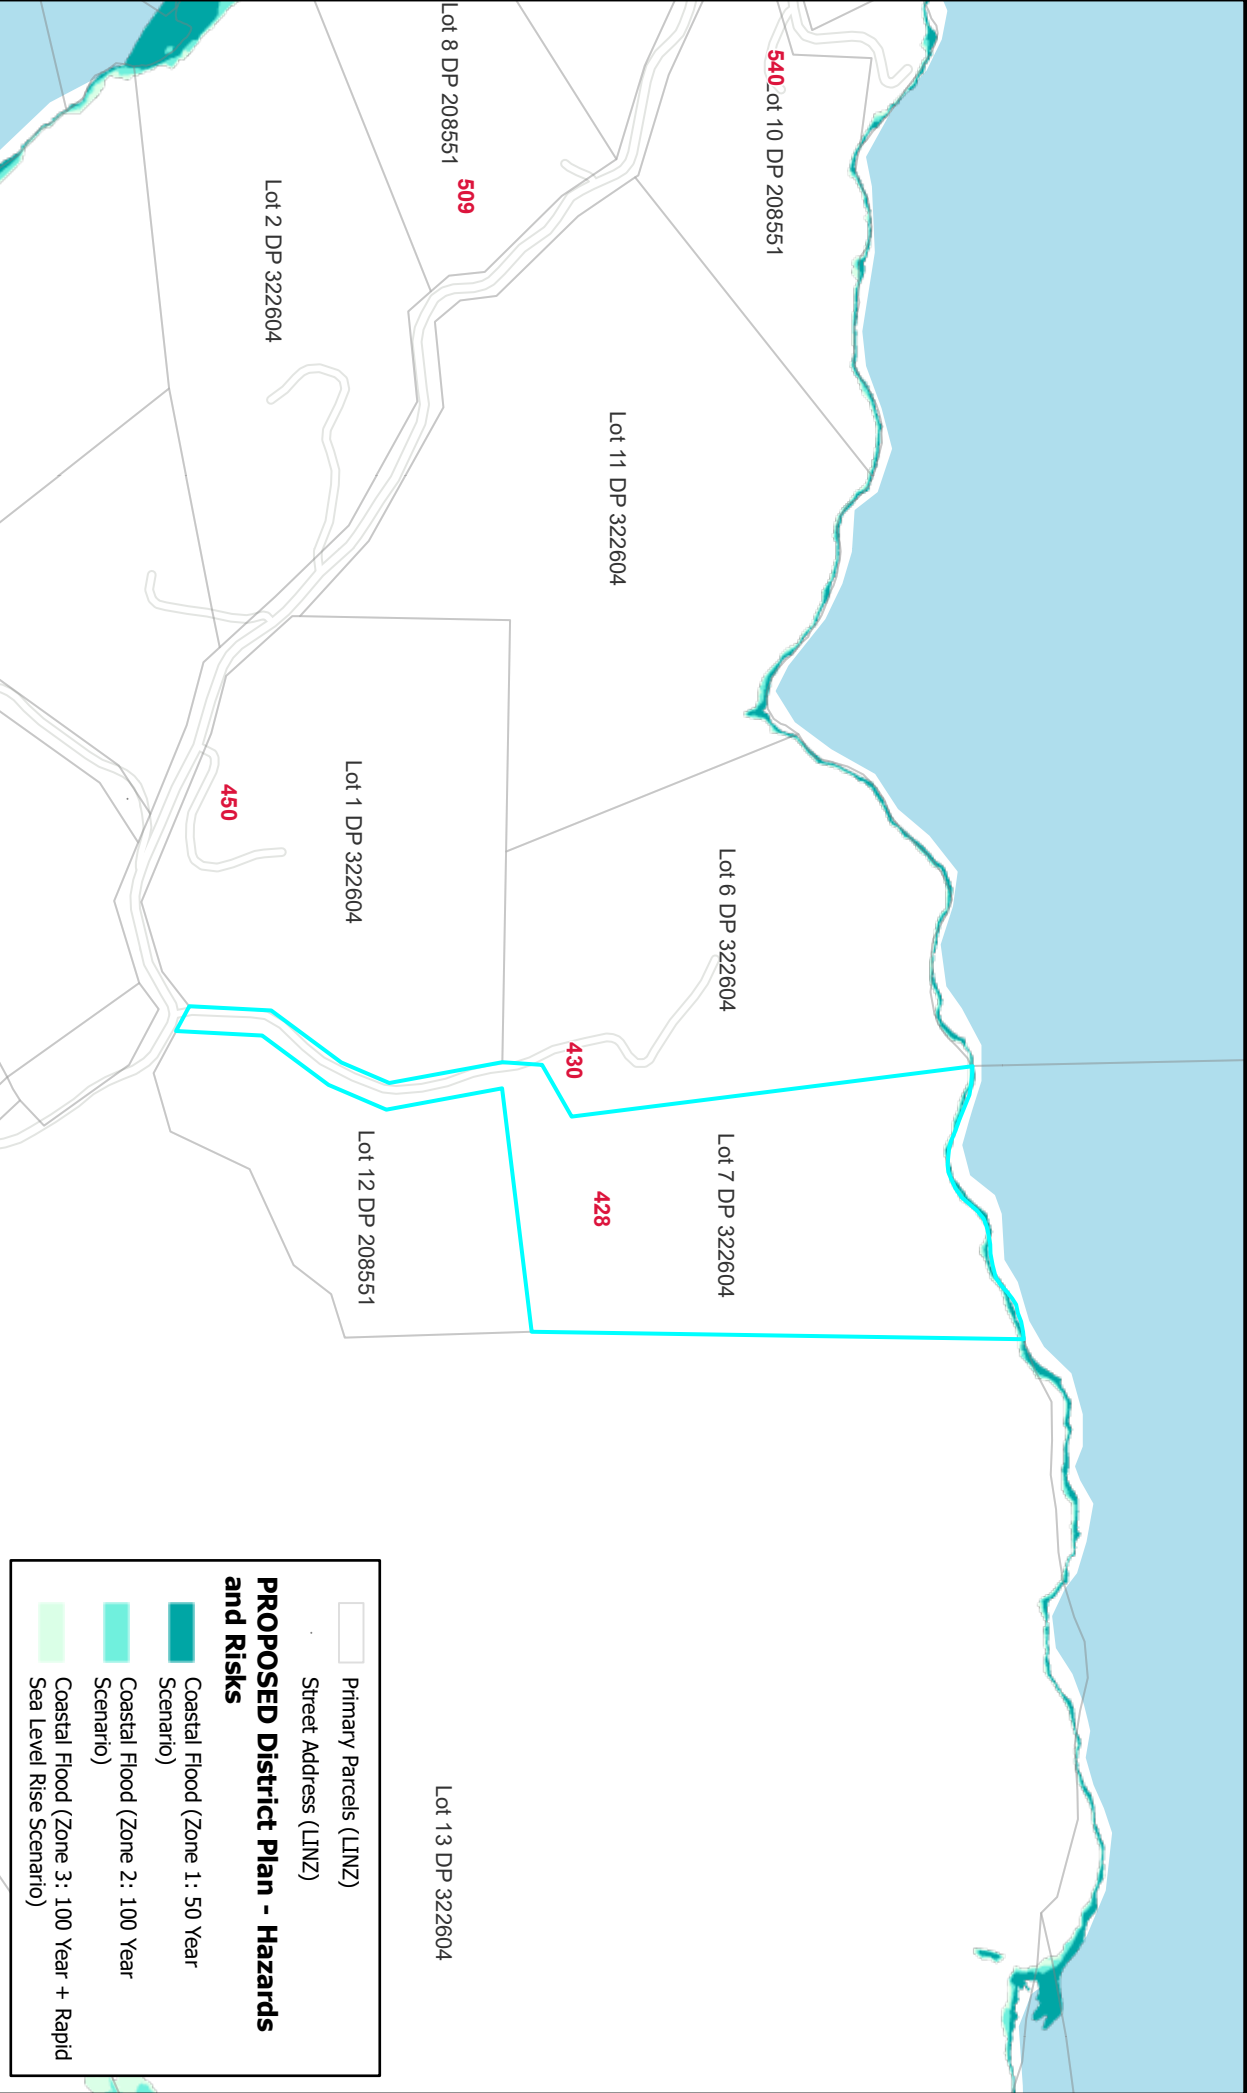 540
Lot 10 DP 208551
Lot 8 DP 208551
509
Lot 2 DP 322604
Lot 11 DP 322604
Lot 6 DP 322604
Lot 1 DP 322604
450
430
Lot 7 DP 322604
428
Lot 12 DP 208551
Lot 13 DP 322604
Primary Parcels (LINZ)
Street Address (LINZ)
PROPOSED District Plan - Hazards
and Risks
Coastal Flood (Zone 1: 50 Year
Scenario)
Coastal Flood (Zone 2: 100 Year
Scenario)
Coastal Flood (Zone 3: 100 Year + Rapid
Sea Level Rise Scenario)